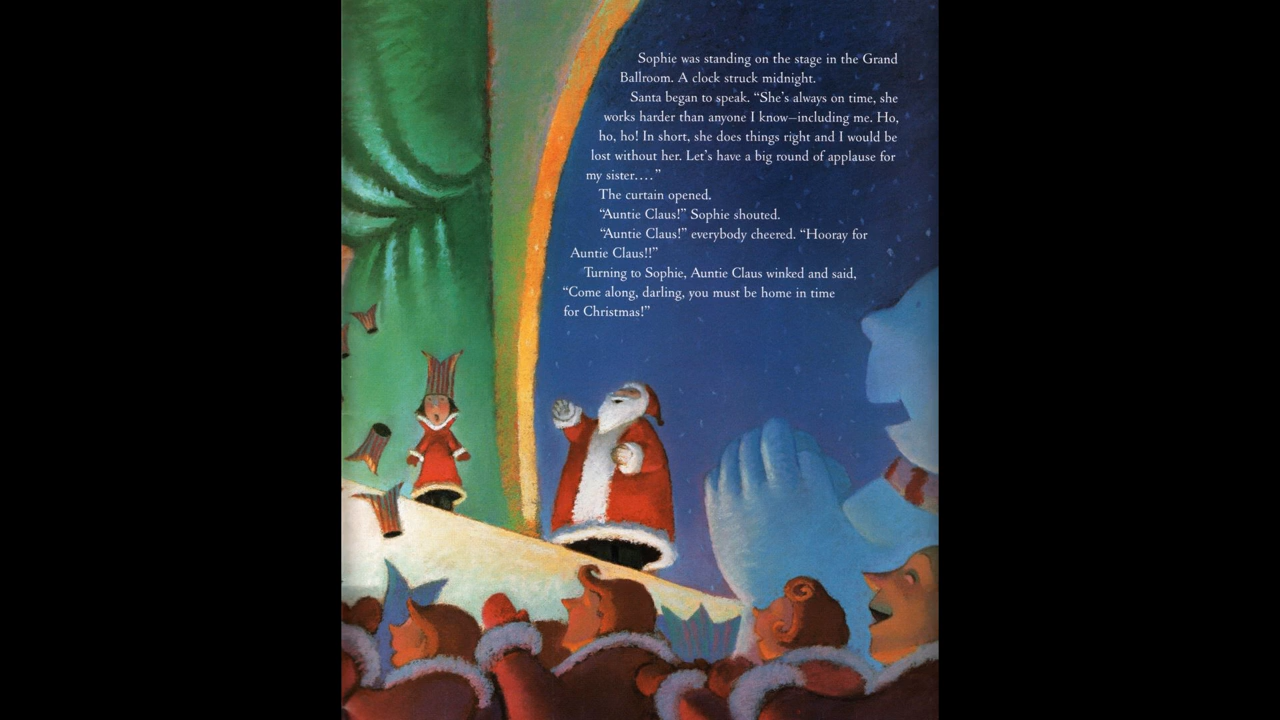 Sophie was standing on the stage in the Grand
Ballroom. A clock struck midnight.
Santa began to speak. “She’s always on time, she
works harder than anyone I know—including me. Ho,
ho, ho! In short, she does things right and I would be
lost without her. Let’s have a big round of applause for
my sister....”
The curtain opened.
“Auntie Claus!” Sophie shouted.
“Auntie Claus!” everybody cheered. “Hooray for
Auntie Claus!!”
Turning to Sophie, Auntie Claus winked and said,
“Come along, darling, you must be home in time
for Christmas!”